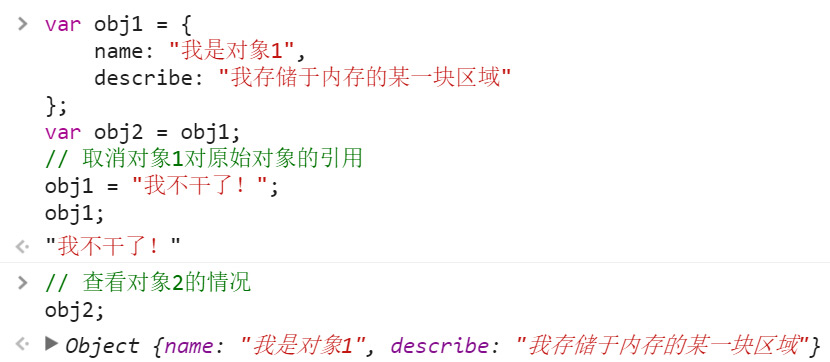 var obj1 = {
    name: "我是对象1",
    describe: "我存储于内存的某一块区域"
};
var obj2 = obj1;
// 取消对象1对原始对象的引用
obj1 = "我不干了！";
obj1;
"我不干了！"
// 查看对象2的情况
obj2;
Object {name: "我是对象1", describe: "我存储于内存的某一块区域"}